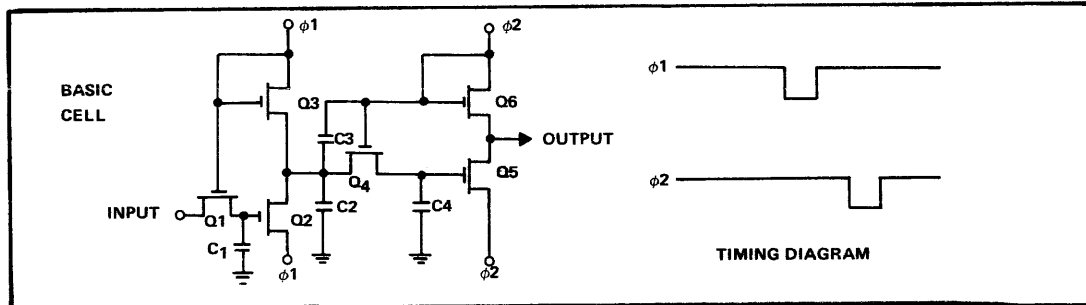 BASIC
CELL
ϕ1
Q3
Q1
INPUT
C1
Q2
ϕ1
C3
Q4
C2
C4
ϕ2
Q6
OUTPUT
Q5
ϕ2
ϕ1
ϕ2
TIMING DIAGRAM